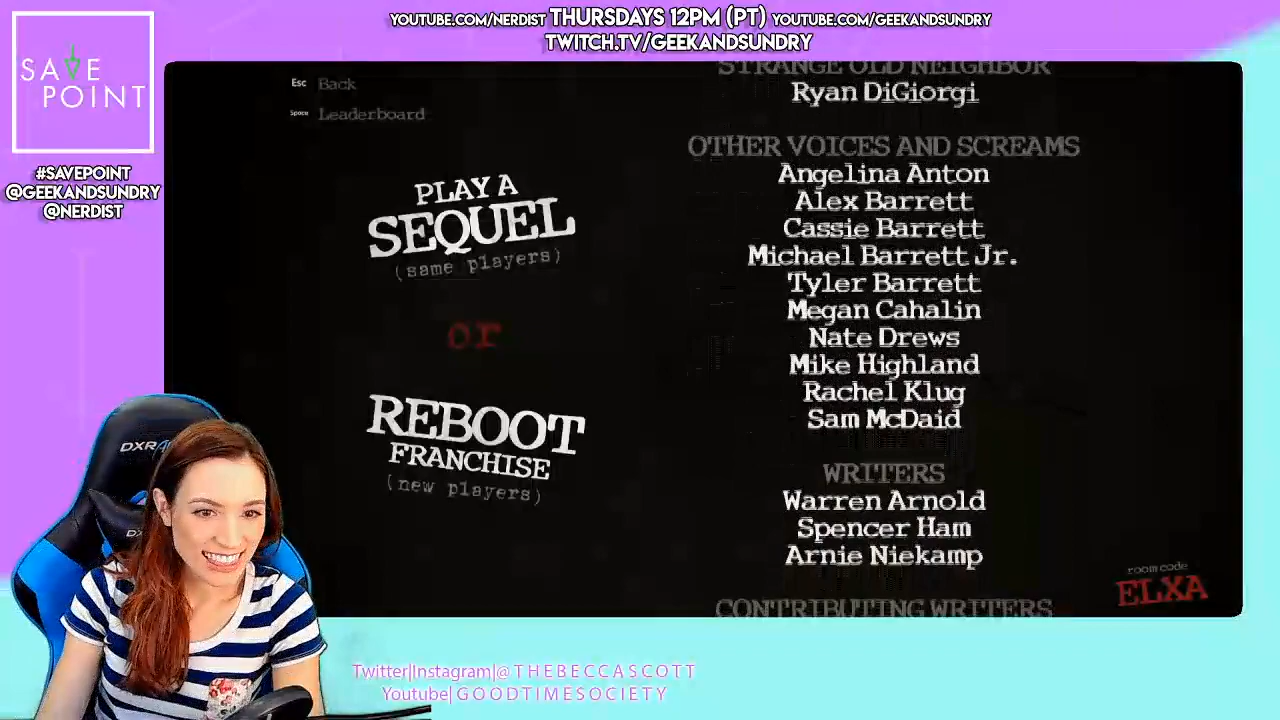 YOUTUBE.COM/NERDIST THURSDAYS 12PM (PT) YOUTUBE.COM/GEEKANDSUNDRY
TWITCH.TV/GEEKANDSUNDRY
SAVE
POINT
#SAVEPOINT
@GEEKANDSUNDRY
@NERDIST
Esc Back
Space Leaderboard
PLAY A
SEQUEL
(same players)
or
REBOOT
FRANCHISE
(new players)
STRANGE OLD NEIGHBOR
Ryan DiGiorgi
OTHER VOICES AND SCREAMS
Angelina Anton
Alex Barrett
Cassie Barrett
Michael Barrett Jr.
Tyler Barrett
Megan Cahalin
Nate Drews
Mike Highland
Rachel Klug
Sam McDaid
WRITERS
Warren Arnold
Spencer Ham
Arnie Niekamp
CONTRIBUTING WRITERS
room code
ELXA
Twitter|Instagram|@THEBECCASCOTT
Youtube|GOODTIMESOCIETY